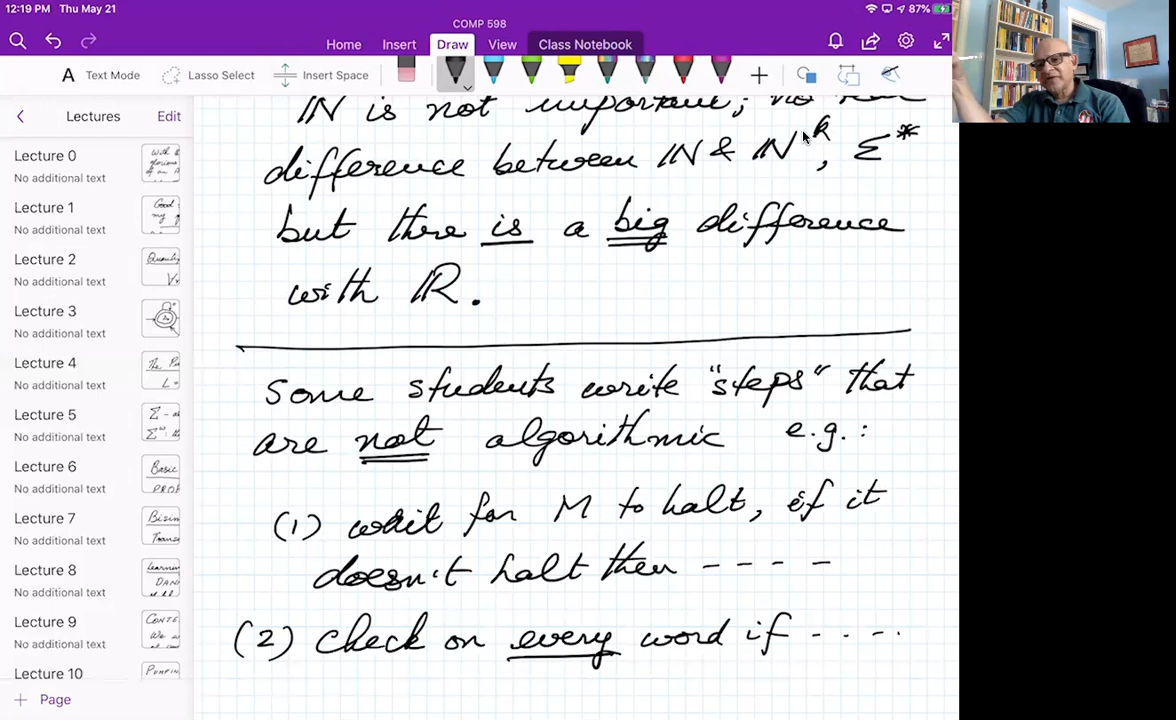 12:19 PM Thu May 21
87%
COMP 598
Home Insert Draw View Class Notebook
A Text Mode Lasso Select Insert Space
Lectures Edit
Lecture 0
No additional text
Lecture 1
No additional text
Lecture 2
No additional text
Lecture 3
No additional text
Lecture 4
No additional text
Lecture 5
No additional text
Lecture 6
No additional text
Lecture 7
No additional text
Lecture 8
No additional text
Lecture 9
No additional text
Lecture 10
+ Page
ℕ is not important; no
difference between ℕ & ℕᵏ, Σ*
but there is a big difference
with ℝ.
Some students write "steps" that
are not algorithmic e.g.:
(1) wait for M to halt, if it
doesn't halt then ----
(2) check on every word if ....